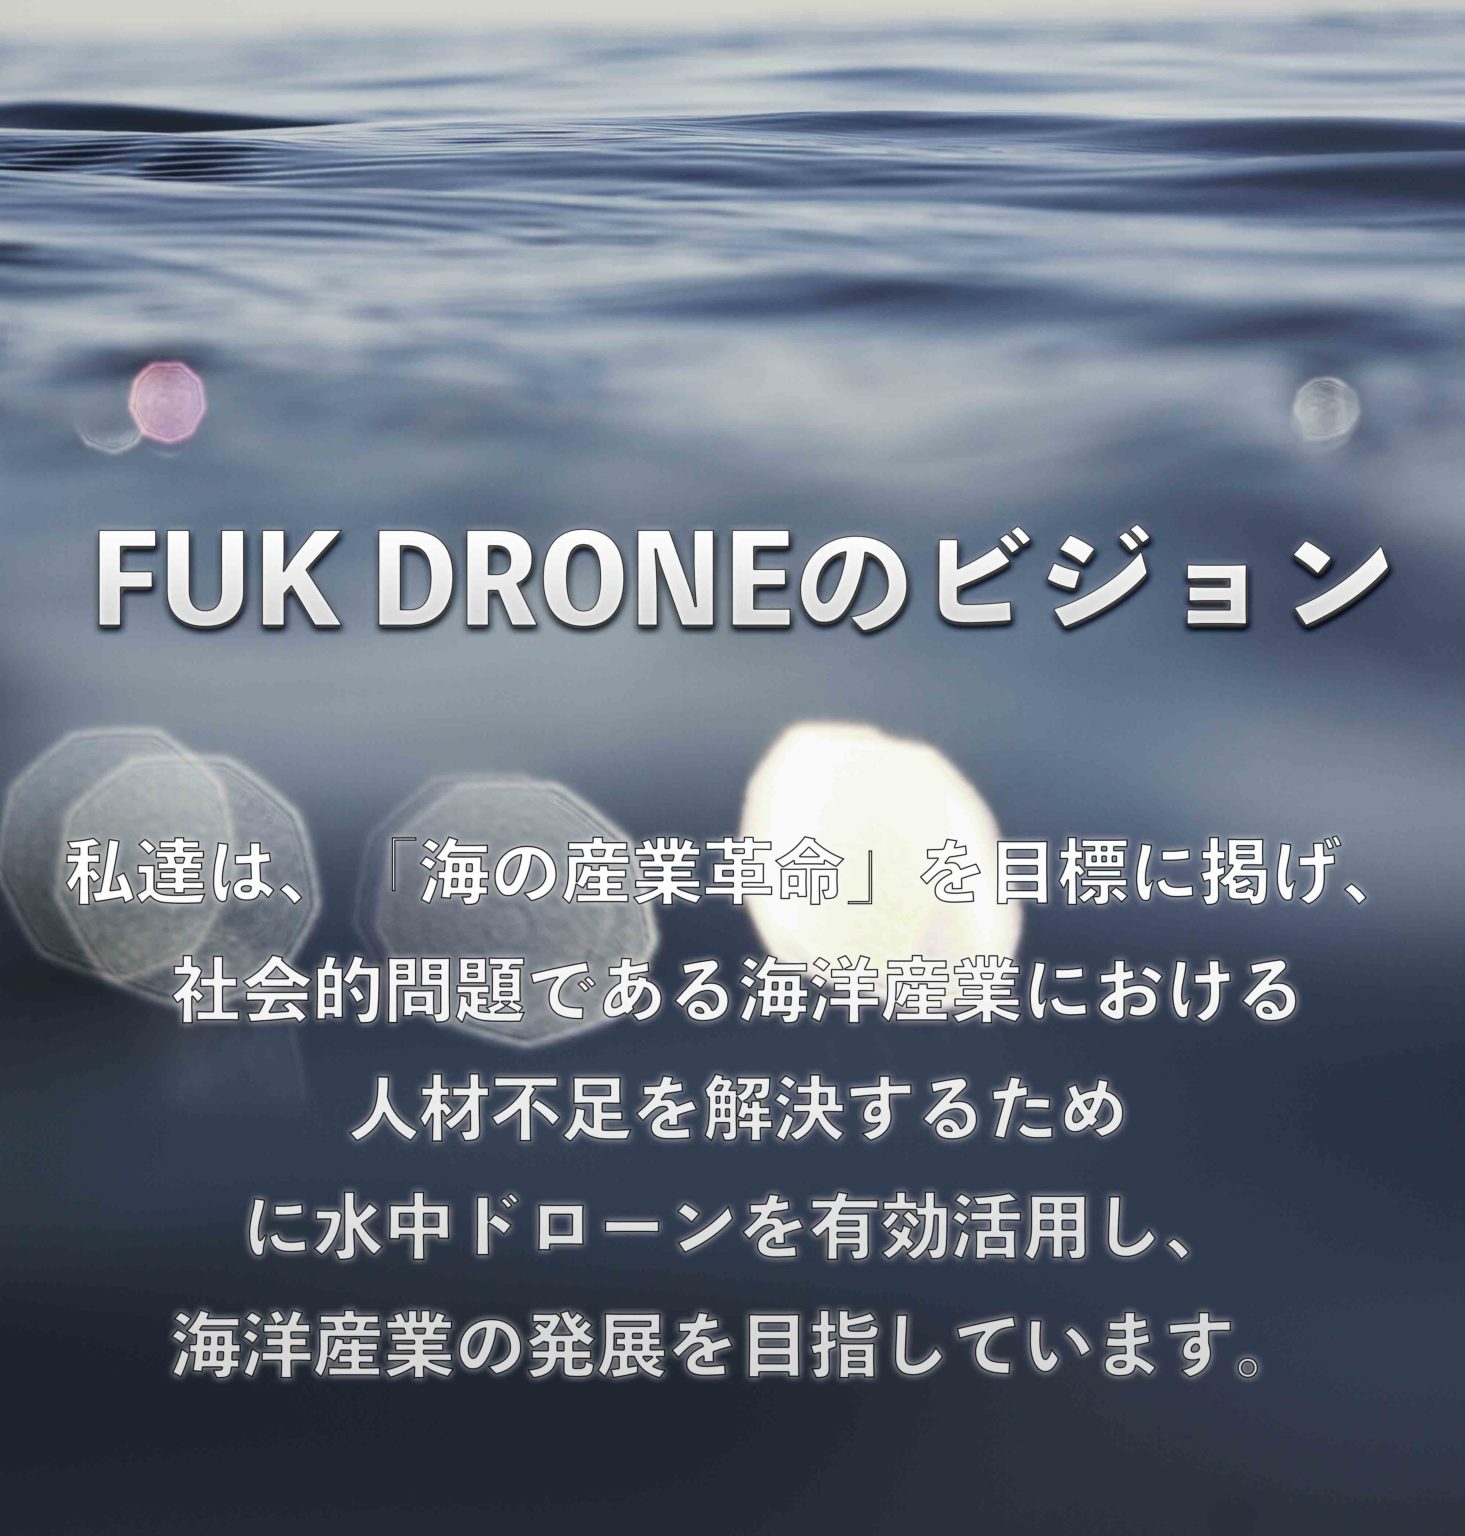 FUK DRONEのビジョン
私達は、「海の産業革命」を目標に掲げ、
社会的問題である海洋産業における
人材不足を解決するため
に水中ドローンを有効活用し、
海洋産業の発展を目指しています。